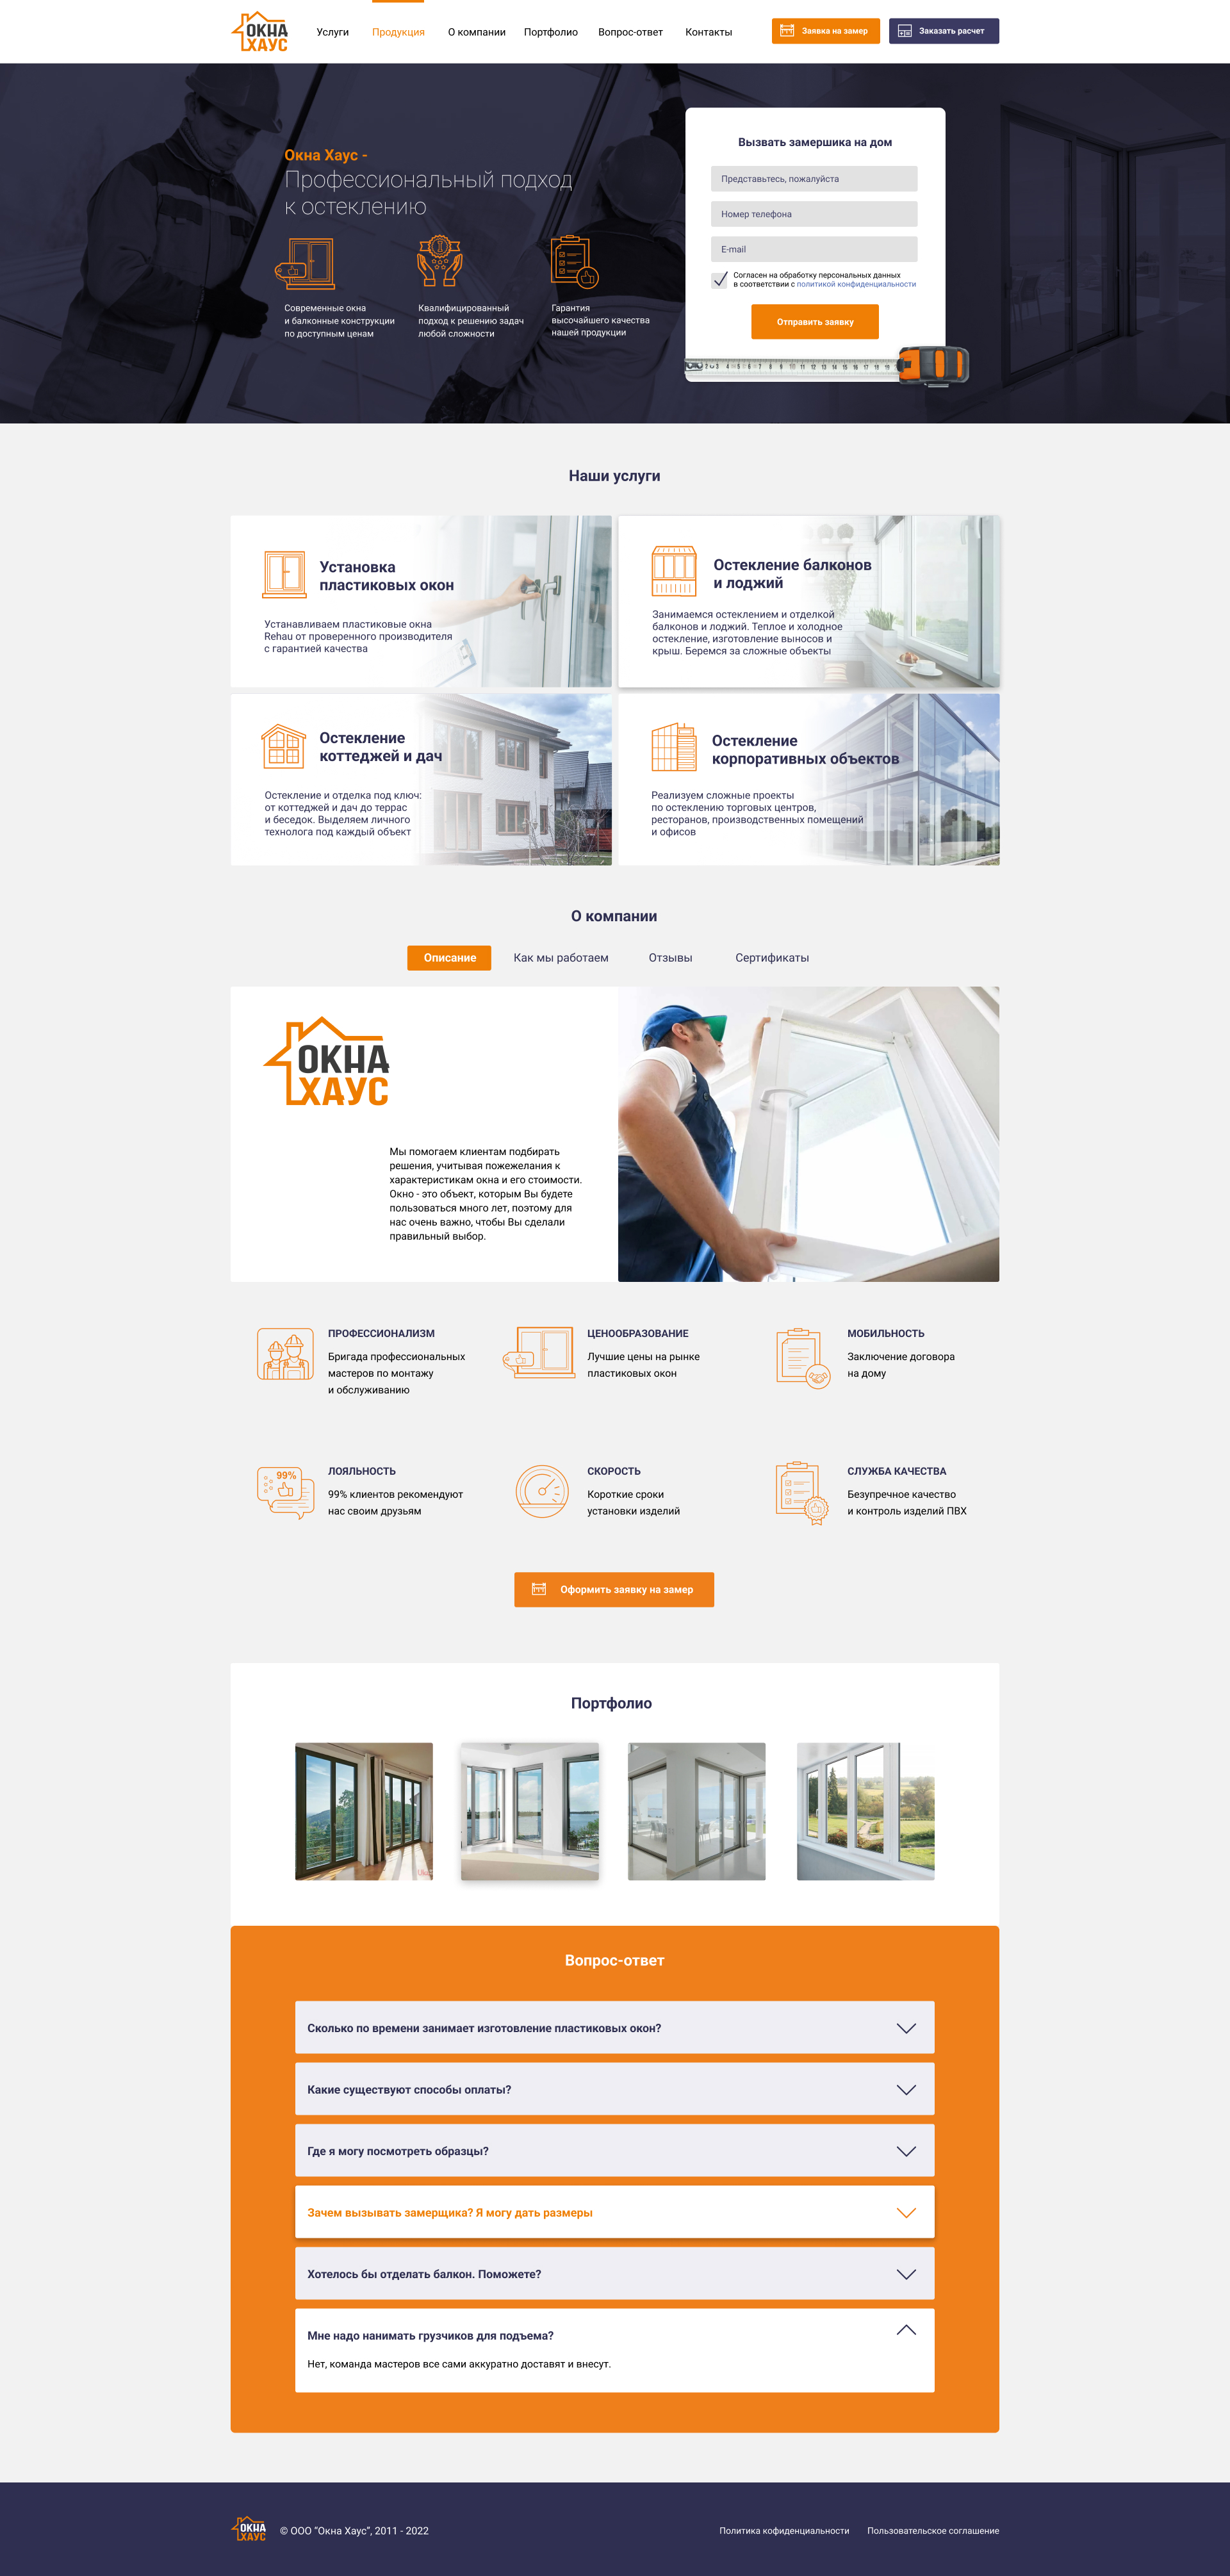 ОКНА
ХАУС
Услуги
Продукция
О компании
Портфолио
Вопрос-ответ
Контакты
Заявка на замер
Заказать расчет
Окна Хаус -
Профессиональный подход
к остеклению
Современные окна
и балконные конструкции
по доступным ценам
Квалифицированный
подход к решению задач
любой сложности
Гарантия
высочайшего качества
нашей продукции
Вызвать замершика на дом
Представьтесь, пожалуйста
Номер телефона
E-mail
Согласен на обработку персональных данных
в соответствии с политикой конфиденциальности
Отправить заявку
Наши услуги
Установка
пластиковых окон
Устанавливаем пластиковые окна
Rehau от проверенного производителя
с гарантией качества
Остекление балконов
и лоджий
Занимаемся остеклением и отделкой
балконов и лоджий. Теплое и холодное
остекление, изготовление выносов и
крыш. Беремся за сложные объекты
Остекление
коттеджей и дач
Остекление и отделка под ключ:
от коттеджей и дач до террас
и беседок. Выделяем личного
технолога под каждый объект
Остекление
корпоративных объектов
Реализуем сложные проекты
по остеклению торговых центров,
ресторанов, производственных помещений
и офисов
О компании
Описание
Как мы работаем
Отзывы
Сертификаты
ОКНА
ХАУС
Мы помогаем клиентам подбирать
решения, учитывая пожежелания к
характеристикам окна и его стоимости.
Окно - это объект, которым Вы будете
пользоваться много лет, поэтому для
нас очень важно, чтобы Вы сделали
правильный выбор.
ПРОФЕССИОНАЛИЗМ
Бригада профессиональных
мастеров по монтажу
и обслуживанию
ЦЕНООБРАЗОВАНИЕ
Лучшие цены на рынке
пластиковых окон
МОБИЛЬНОСТЬ
Заключение договора
на дому
99%
ЛОЯЛЬНОСТЬ
99% клиентов рекомендуют
нас своим друзьям
СКОРОСТЬ
Короткие сроки
установки изделий
СЛУЖБА КАЧЕСТВА
Безупречное качество
и контроль изделий ПВХ
Оформить заявку на замер
Портфолио
Вопрос-ответ
Сколько по времени занимает изготовление пластиковых окон?
Какие существуют способы оплаты?
Где я могу посмотреть образцы?
Зачем вызывать замерщика? Я могу дать размеры
Хотелось бы отделать балкон. Поможете?
Мне надо нанимать грузчиков для подъема?
Нет, команда мастеров все сами аккуратно доставят и внесут.
ОКНА
ХАУС
© ООО “Окна Хаус”, 2011 - 2022
Политика кофиденциальности
Пользовательское соглашение